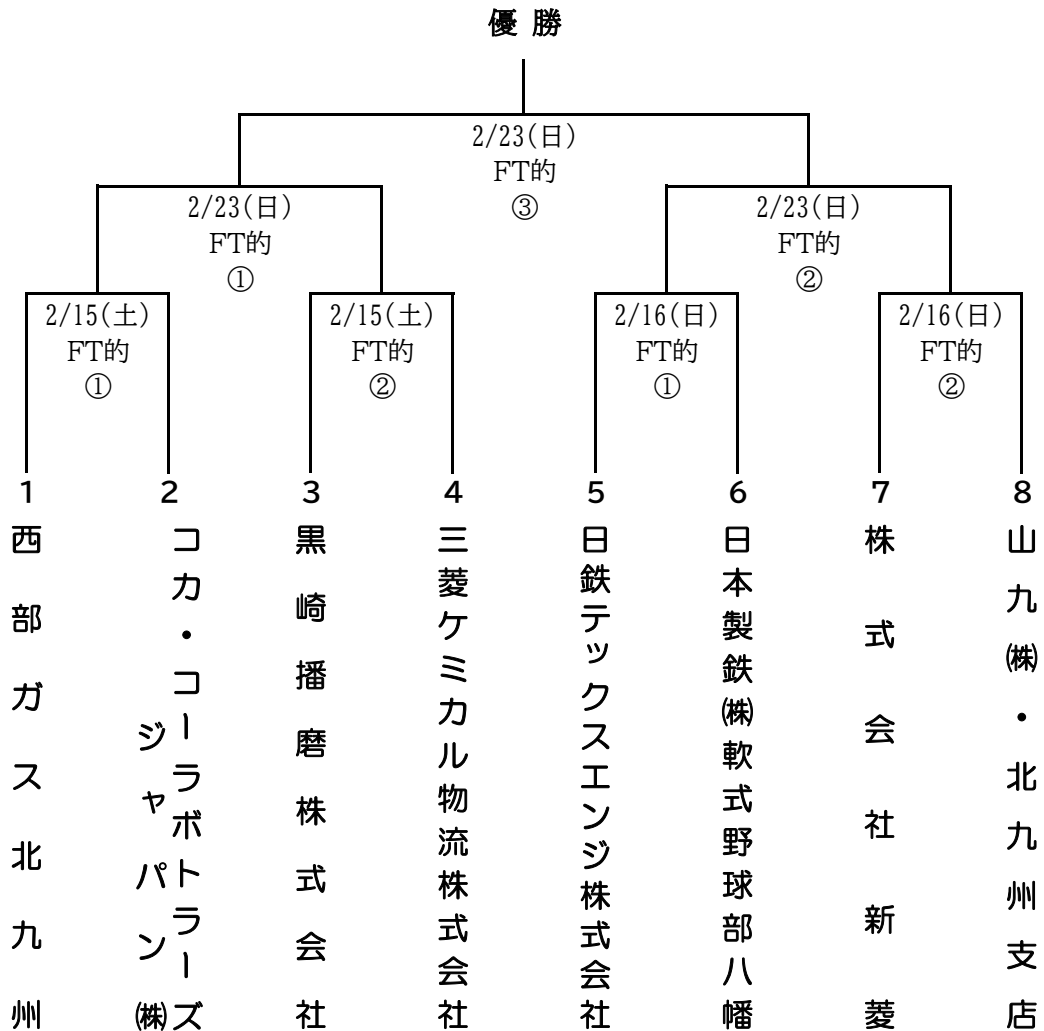 優 勝
2/23(日)
FT的
③
2/23(日)
FT的
①
2/23(日)
FT的
②
2/15(土)
FT的
①
2/15(土)
FT的
②
2/16(日)
FT的
①
2/16(日)
FT的
②
1
西部ガス北九州
2
コカ・コーラボトラーズ
ジャパン㈱
3
黒崎播磨株式会社
4
三菱ケミカル物流株式会社
5
日鉄テックスエンジ株式会社
6
日本製鉄㈱軟式野球部八幡
7
株式会社新菱
8
山九㈱・北九州支店